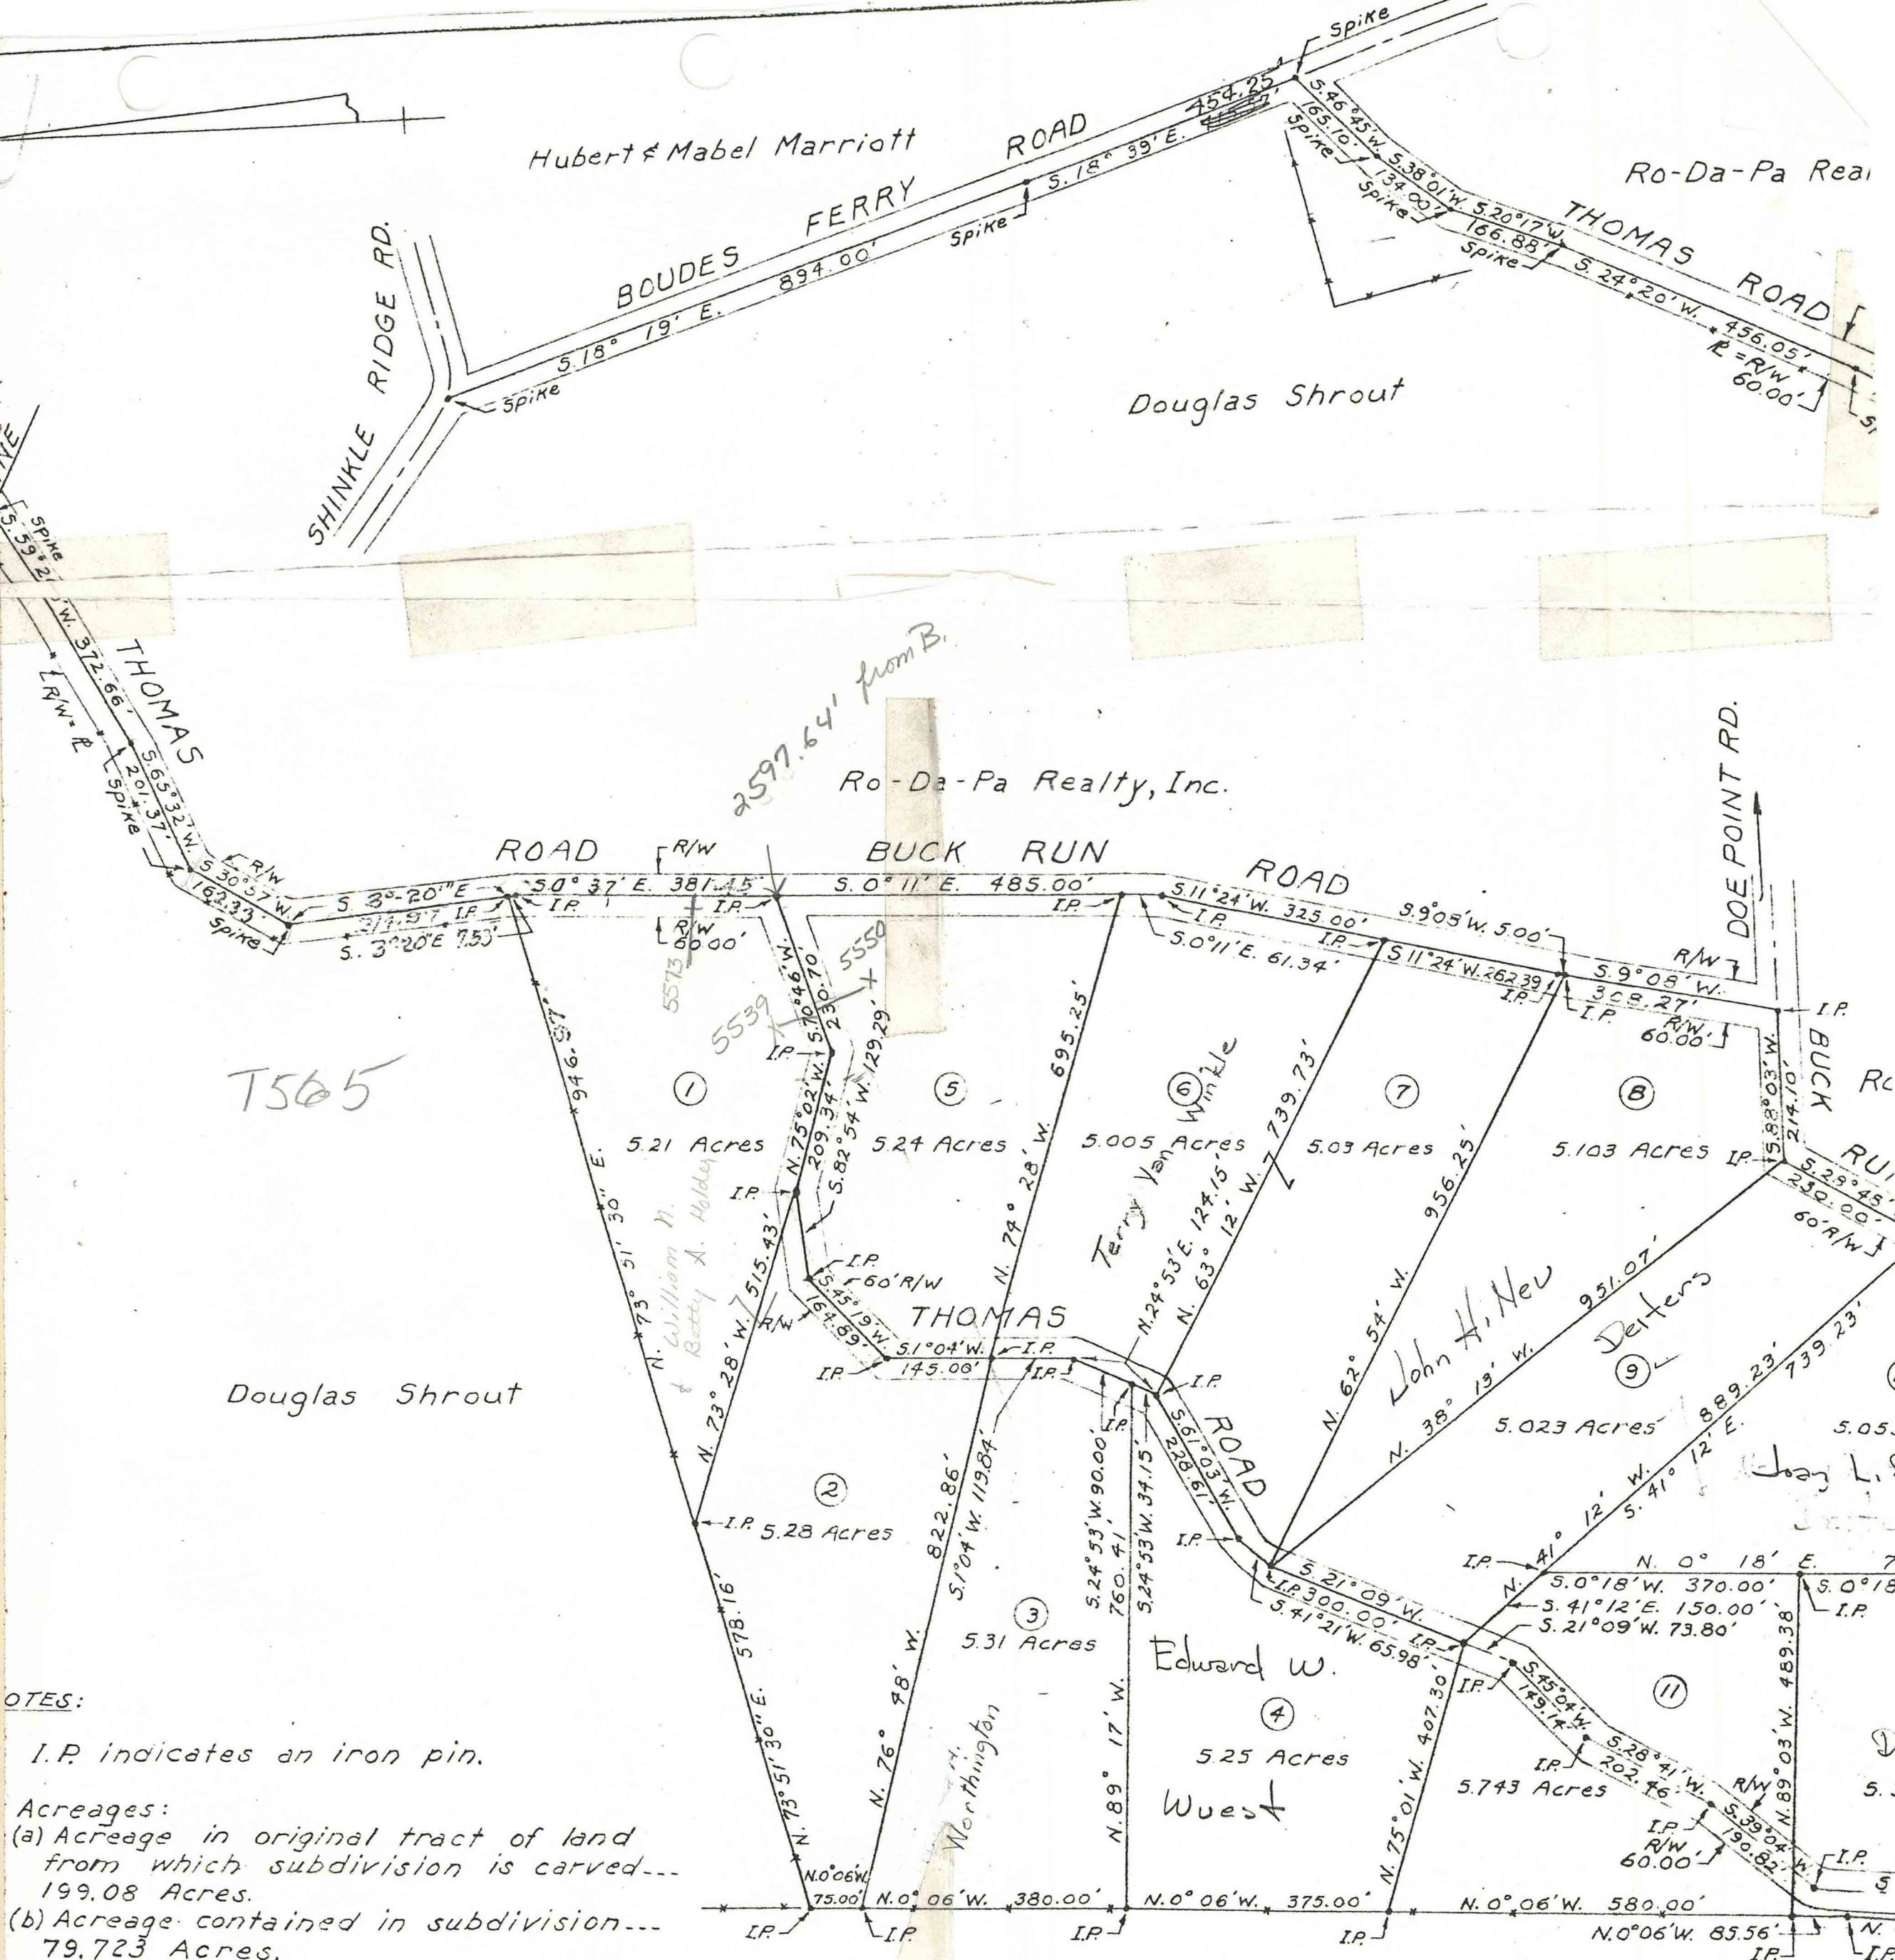 Spike
454.25'
S.18° 39' E.
Hubert & Mabel Marriott
BOUDES FERRY ROAD
S.18° 19' E. 894.00'
Spike
Spike
SHINKLE RIDGE RD.
S.46°45'W.
165.10'
Spike
S.38°01'W.
134.00'
Spike
S.20°17'W.
166.88'
Spike
S. 24°20' W. 456.05'
THOMAS ROAD
Ro-Da-Pa Real
Douglas Shrout
℄ = R/W
60.00'
Spike
W. 372.66'
R/W = ℄
THOMAS
S.65°32'W.
201.37'
Spike
S 30°57'W.
162.33'
R/W
Spike
S. 3°-20' E
S. 3°20' E 7.53'
I.P.
ROAD
I.P.
S.0° 37' E. 381.45'
R/W
R/W
60.00'
I.P.
2597.64' from B.
Ro-Da-Pa Realty, Inc.
BUCK RUN ROAD
S. 0° 11' E. 485.00'
I.P.
S.0°11' E. 61.34'
S.11°24'W. 325.00'
I.P.
I.P.
S 11°24'W. 262.39
I.P.
S.9°08'W. 5.00'
I.P.
S.9°08' W.
308.27'
R/W
R/W
60.00'
DOE POINT RD.
I.P.
BUCK RUN
S.88°03'W.
214.10'
I.P.
S.28°45'
230.00'
60' R/W
5573
5539
5550
T565
N. 73° 51' 30" E. 946.97'
S.70°46'W.
230.70'
I.P.
N. 75°02'W.
209.34'
S.82°54' W. 129.29'
I.P.
①
5.21 Acres
William N.
& Betty A. Holder
⑤
5.24 Acres
N. 74° 28' W. 695.25'
⑥
5.005 Acres
Terry Van Winkle
N. 63° 12' W. 739.73'
N.24°53'E. 124.15'
⑦
5.03 Acres
N. 62° 54' W. 956.25'
⑧
5.103 Acres
N. 38° 13' W. 951.07'
John H. Neu
Deiters
⑨
5.023 Acres
889.23'
739.23'
N. 41° 12' W.
S. 41° 12' E.
5.05
Joan L.
Douglas Shrout
N. 73° 28' W. 515.43'
I.P.
60' R/W
R/W
S.45°19'W.
164.89'
THOMAS ROAD
S.1°04'W.
145.00'
I.P.
I.P.
I.P.
I.P.
I.P.
S.61°03'W.
228.61'
I.P.
I.P.
②
5.28 Acres
N. 76° 48' W. 822.86'
S.1°04' W. 119.84'
③
5.31 Acres
Worthington
S.24°53'W. 90.00'
N.89° 17' W. 760.41'
S.24°53'W. 34.15'
I.P.
S. 21°09' W.
300.00'
S.41°21'W. 65.98'
I.P.
Edward W.
④
5.25 Acres
Wuest
N. 75°01' W. 407.30'
I.P.
N. 0° 18' E.
S.0°18'W. 370.00'
S. 0°18
S. 41°12'E. 150.00'
S. 21°09'W. 73.80'
I.P.
I.P.
S.45°04'W.
149.14'
I.P.
⑪
5.743 Acres
S.28°41'W.
202.46'
I.P.
R/W
60.00'
R/W
S.39°04' W.
190.82'
I.P.
N.89°03'W. 489.38'
N. 73° 51' 30" E. 578.16'
OTES:
I.P. indicates an iron pin.
Acreages:
(a) Acreage in original tract of land
from which subdivision is carved---
199.08 Acres.
(b) Acreage contained in subdivision---
79.723 Acres.
N.0°06'W.
75.00'
N.0° 06' W. 380.00'
N.0° 06' W. 375.00'
N. 0° 06' W. 580.00'
N.0°06'W. 85.56'
I.P.
I.P.
I.P.
I.P.
I.P.
I.P.